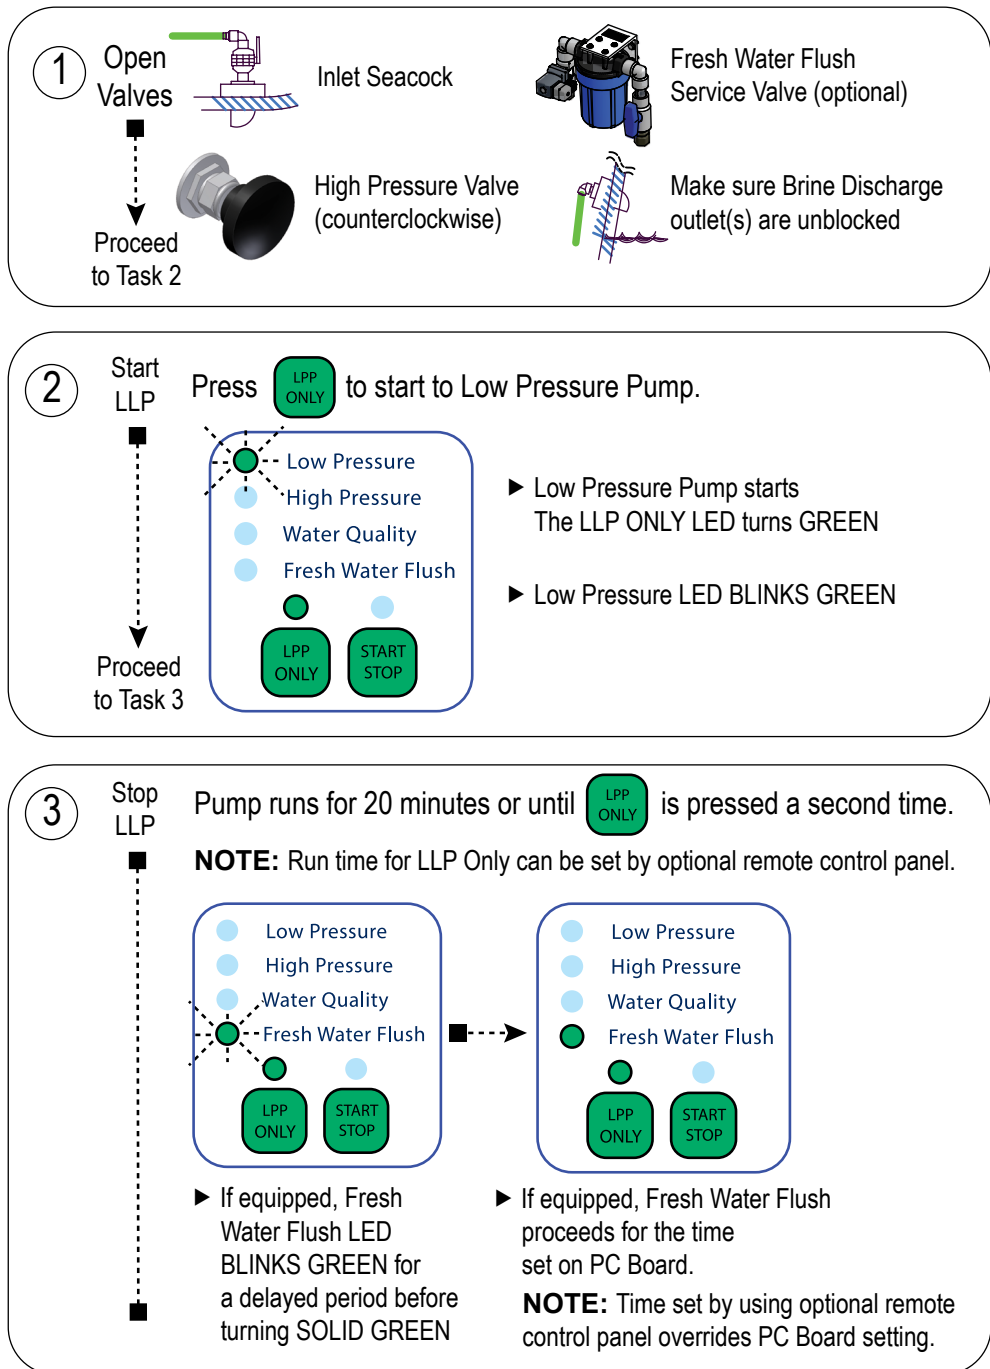 1
Open
Valves
Proceed
to Task 2
Inlet Seacock
Fresh Water Flush
Service Valve (optional)
High Pressure Valve
(counterclockwise)
Make sure Brine Discharge
outlet(s) are unblocked
2
Start
LLP
Proceed
to Task 3
Press LPP ONLY to start to Low Pressure Pump.
Low Pressure
High Pressure
Water Quality
Fresh Water Flush
LPP
ONLY
START
STOP
► Low Pressure Pump starts
The LLP ONLY LED turns GREEN
► Low Pressure LED BLINKS GREEN
3
Stop
LLP
Pump runs for 20 minutes or until LPP ONLY is pressed a second time.
NOTE: Run time for LLP Only can be set by optional remote control panel.
Low Pressure
High Pressure
Water Quality
Fresh Water Flush
LPP
ONLY
START
STOP
Low Pressure
High Pressure
Water Quality
Fresh Water Flush
LPP
ONLY
START
STOP
► If equipped, Fresh
Water Flush LED
BLINKS GREEN for
a delayed period before
turning SOLID GREEN
► If equipped, Fresh Water Flush
proceeds for the time
set on PC Board.
NOTE: Time set by using optional remote
control panel overrides PC Board setting.